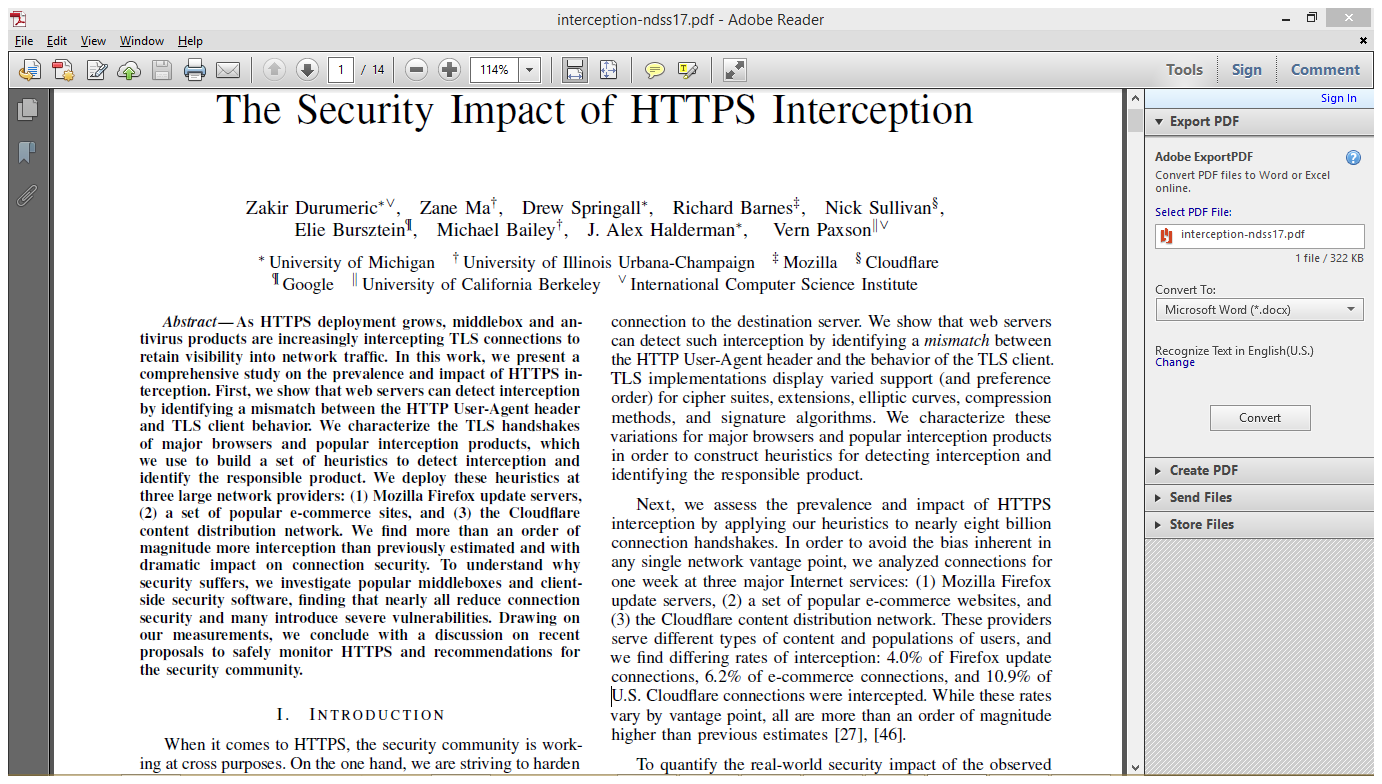 interception-ndss17.pdf - Adobe Reader
File Edit View Window Help
1 / 14 114% Tools Sign Comment
Sign In
Export PDF
Adobe ExportPDF
Convert PDF files to Word or Excel
online.
Select PDF File:
interception-ndss17.pdf
1 file / 322 KB
Convert To:
Microsoft Word (*.docx)
Recognize Text in English(U.S.)
Change
Convert
Create PDF
Send Files
Store Files
The Security Impact of HTTPS Interception
Zakir Durumeric*∨, Zane Ma†, Drew Springall*, Richard Barnes‡, Nick Sullivan§,
Elie Bursztein¶, Michael Bailey†, J. Alex Halderman*, Vern Paxson‖∨
* University of Michigan † University of Illinois Urbana-Champaign ‡ Mozilla § Cloudflare
¶ Google ‖ University of California Berkeley ∨ International Computer Science Institute
Abstract—As HTTPS deployment grows, middlebox and an-
tivirus products are increasingly intercepting TLS connections to
retain visibility into network traffic. In this work, we present a
comprehensive study on the prevalence and impact of HTTPS in-
terception. First, we show that web servers can detect interception
by identifying a mismatch between the HTTP User-Agent header
and TLS client behavior. We characterize the TLS handshakes
of major browsers and popular interception products, which
we use to build a set of heuristics to detect interception and
identify the responsible product. We deploy these heuristics at
three large network providers: (1) Mozilla Firefox update servers,
(2) a set of popular e-commerce sites, and (3) the Cloudflare
content distribution network. We find more than an order of
magnitude more interception than previously estimated and with
dramatic impact on connection security. To understand why
security suffers, we investigate popular middleboxes and client-
side security software, finding that nearly all reduce connection
security and many introduce severe vulnerabilities. Drawing on
our measurements, we conclude with a discussion on recent
proposals to safely monitor HTTPS and recommendations for
the security community.
I. INTRODUCTION
When it comes to HTTPS, the security community is work-
ing at cross purposes. On the one hand, we are striving to harden
connection to the destination server. We show that web servers
can detect such interception by identifying a mismatch between
the HTTP User-Agent header and the behavior of the TLS client.
TLS implementations display varied support (and preference
order) for cipher suites, extensions, elliptic curves, compression
methods, and signature algorithms. We characterize these
variations for major browsers and popular interception products
in order to construct heuristics for detecting interception and
identifying the responsible product.
Next, we assess the prevalence and impact of HTTPS
interception by applying our heuristics to nearly eight billion
connection handshakes. In order to avoid the bias inherent in
any single network vantage point, we analyzed connections for
one week at three major Internet services: (1) Mozilla Firefox
update servers, (2) a set of popular e-commerce websites, and
(3) the Cloudflare content distribution network. These providers
serve different types of content and populations of users, and
we find differing rates of interception: 4.0% of Firefox update
connections, 6.2% of e-commerce connections, and 10.9% of
U.S. Cloudflare connections were intercepted. While these rates
vary by vantage point, all are more than an order of magnitude
higher than previous estimates [27], [46].
To quantify the real-world security impact of the observed